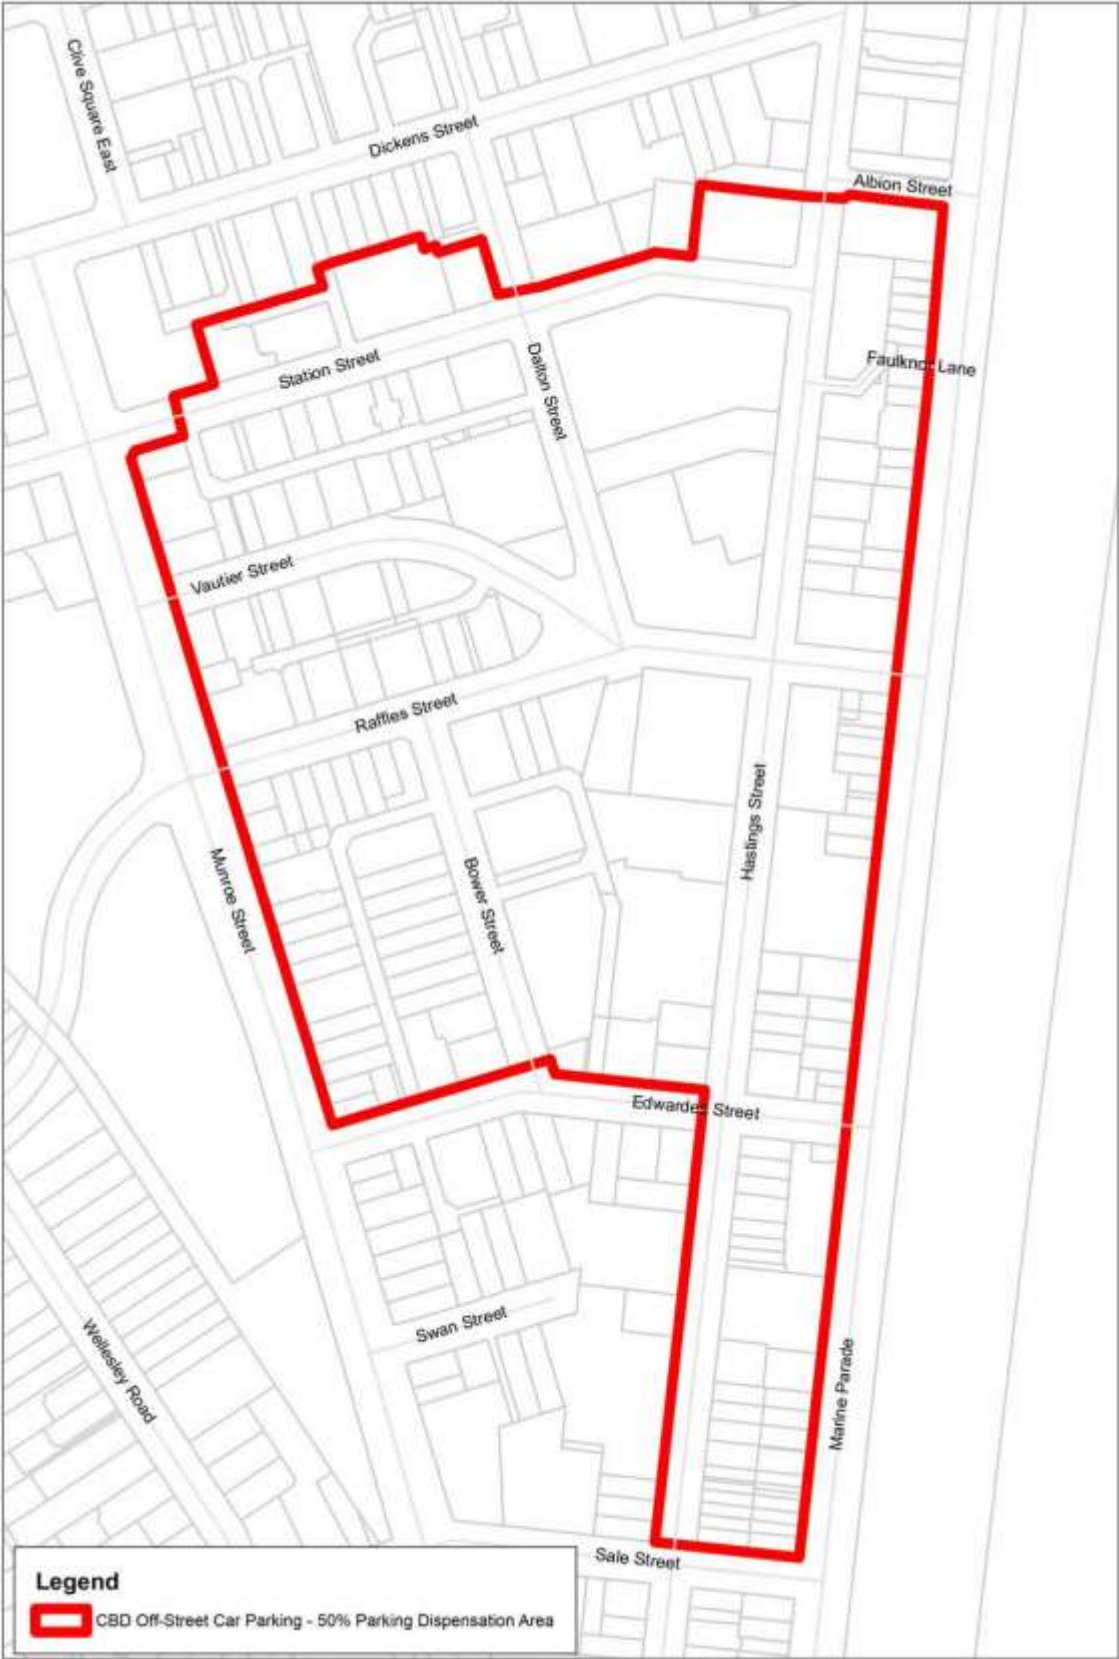 Clive Square East
Dickens Street
Albion Street
Station Street
Dalton Street
Faulknor Lane
Vautier Street
Raffles Street
Hastings Street
Munroe Street
Bower Street
Edwardes Street
Swan Street
Wellesley Road
Marine Parade
Sale Street
Legend
CBD Off-Street Car Parking - 50% Parking Dispensation Area